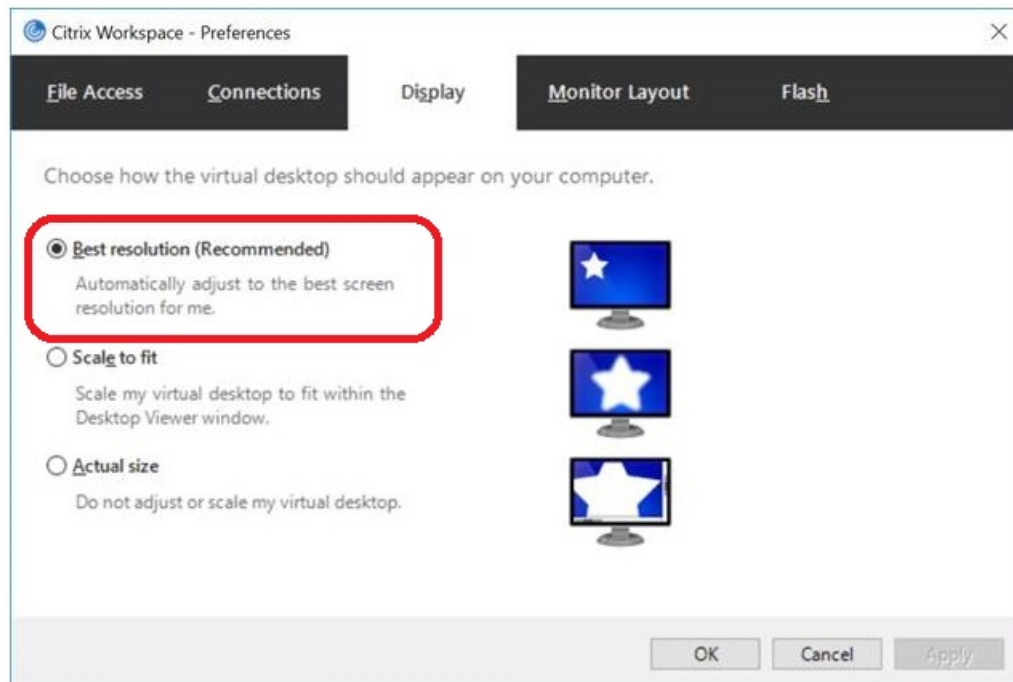 Citrix Workspace - Preferences
File Access Connections Display Monitor Layout Flash
Choose how the virtual desktop should appear on your computer.
Best resolution (Recommended)
Automatically adjust to the best screen
resolution for me.
Scale to fit
Scale my virtual desktop to fit within the
Desktop Viewer window.
Actual size
Do not adjust or scale my virtual desktop.
OK Cancel Apply